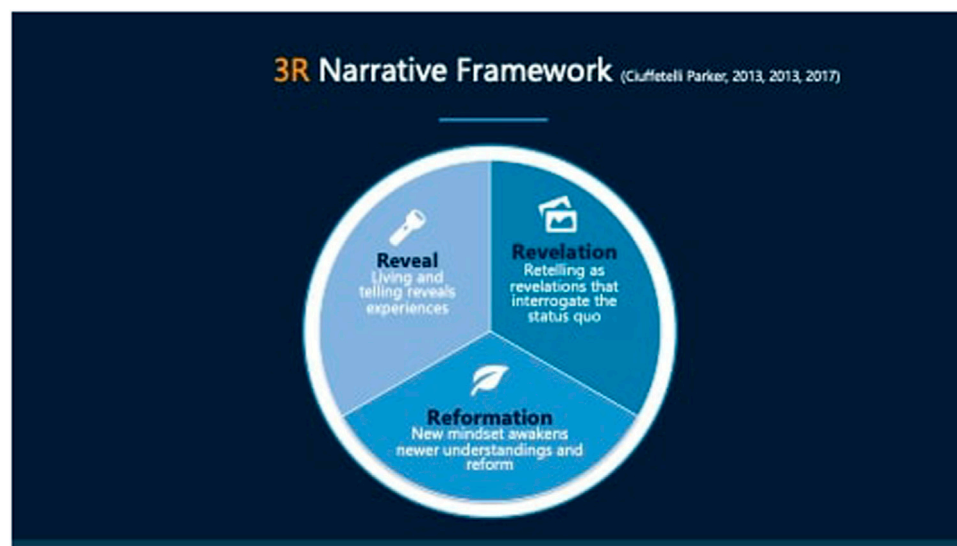 3R Narrative Framework (Ciuffetelli Parker, 2013, 2013, 2017)
Reveal
Living and
telling reveals
experiences
Revelation
Retelling as
revelations that
interrogate the
status quo
Reformation
New mindset awakens
newer understandings and
reform